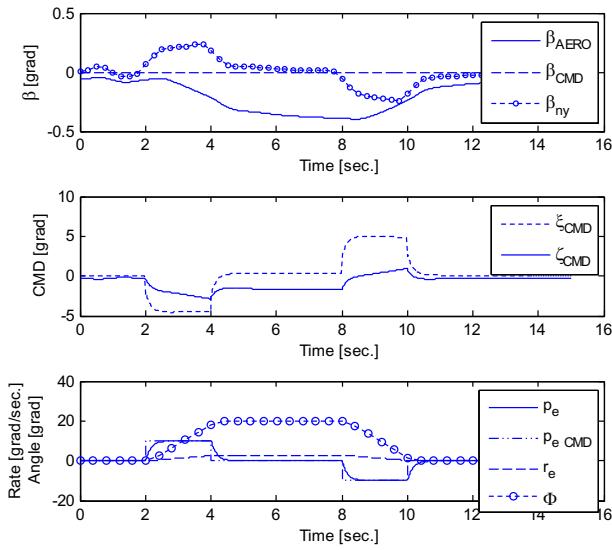 0.5
0
-0.5
β [grad]
0 2 4 6 8 10 12 14 16
Time [sec.]
β_AERO
β_CMD
β_ny
10
5
0
-5
CMD [grad]
0 2 4 6 8 10 12 14 16
Time [sec.]
ξ_CMD
ζ_CMD
40
20
0
-20
Rate [grad/sec.]
Angle [grad]
0 2 4 6 8 10 12 14 16
Time [sec.]
p_e
p_e CMD
r_e
Φ